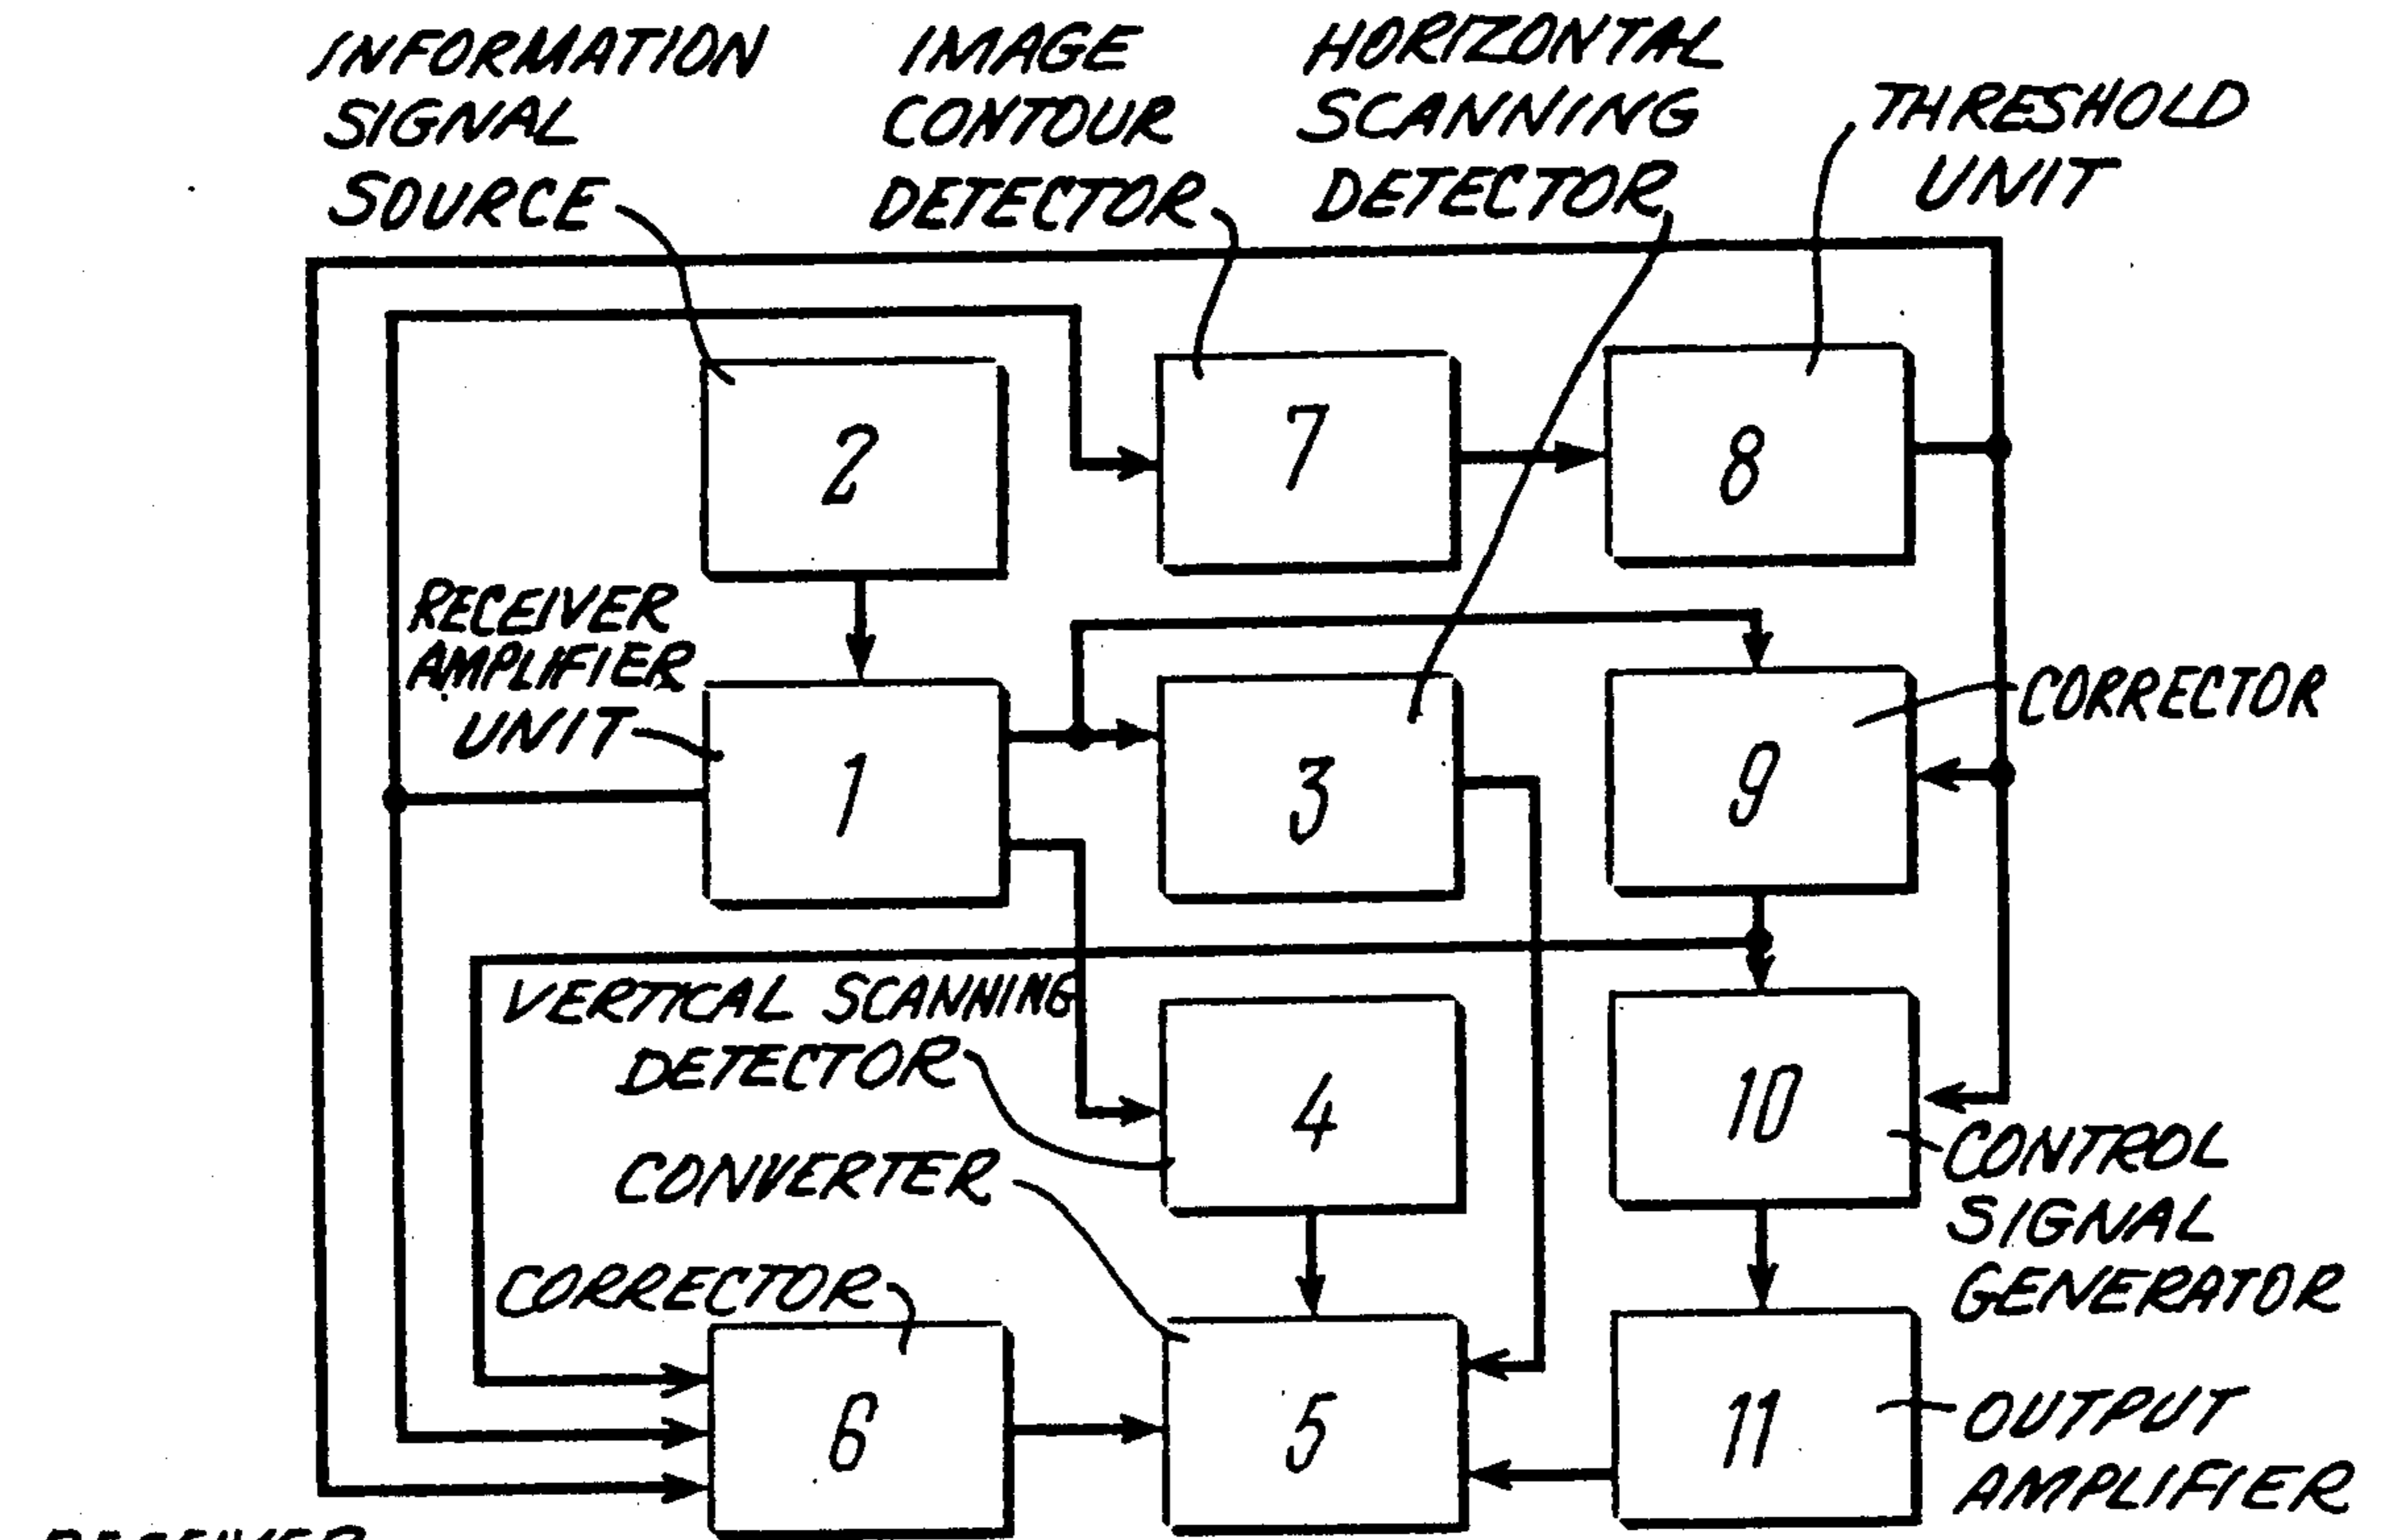 INFORMATION
SIGNAL
SOURCE
IMAGE
CONTOUR
DETECTOR
HORIZONTAL
SCANNING
DETECTOR
THRESHOLD
UNIT
2
7
8
RECEIVER
AMPLIFIER
UNIT
1
3
9
CORRECTOR
VERTICAL SCANNING
DETECTOR
4
10
CONTROL
SIGNAL
GENERATOR
CONVERTER
CORRECTOR
6
5
11
OUTPUT
AMPLIFIER